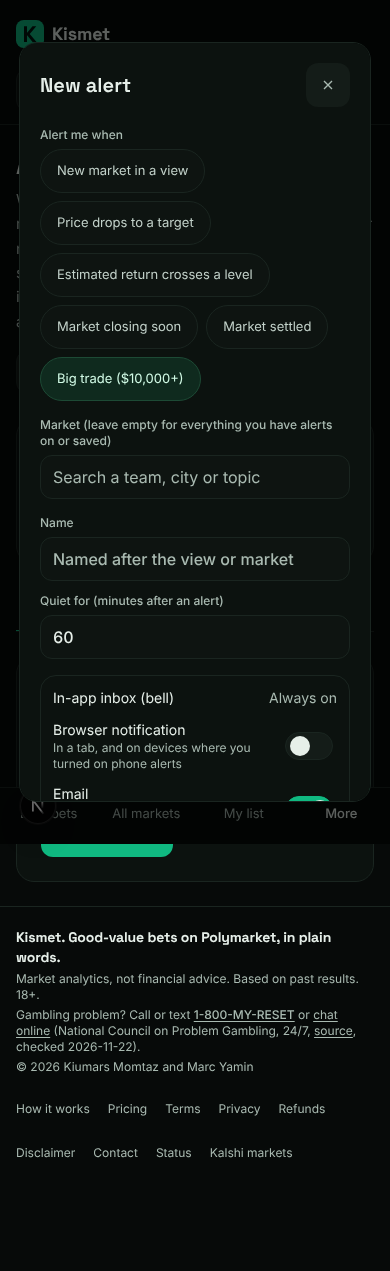 Kismet
New alert
×
Alert me when
New market in a view
Price drops to a target
Estimated return crosses a level
Market closing soon
Market settled
Big trade ($10,000+)
Market (leave empty for everything you have alerts
on or saved)
Search a team, city or topic
Name
Named after the view or market
Quiet for (minutes after an alert)
60
In-app inbox (bell)
Always on
Browser notification
In a tab, and on devices where you
turned on phone alerts
Email
N
bets
All markets
My list
More
Kismet. Good-value bets on Polymarket, in plain
words.
Market analytics, not financial advice. Based on past results.
18+.
Gambling problem? Call or text 1-800-MY-RESET or chat
online (National Council on Problem Gambling, 24/7, source,
checked 2026-11-22).
© 2026 Kiumars Momtaz and Marc Yamin
How it works
Pricing
Terms
Privacy
Refunds
Disclaimer
Contact
Status
Kalshi markets